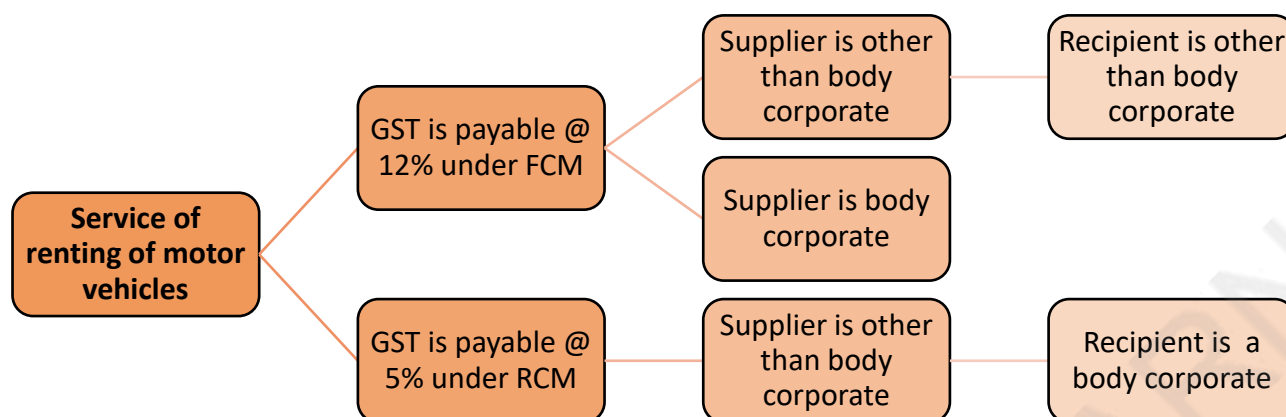 Service of
renting of motor
vehicles
GST is payable @
12% under FCM
Supplier is other
than body
corporate
Recipient is other
than body
corporate
Supplier is body
corporate
GST is payable @
5% under RCM
Supplier is other
than body
corporate
Recipient is a
body corporate